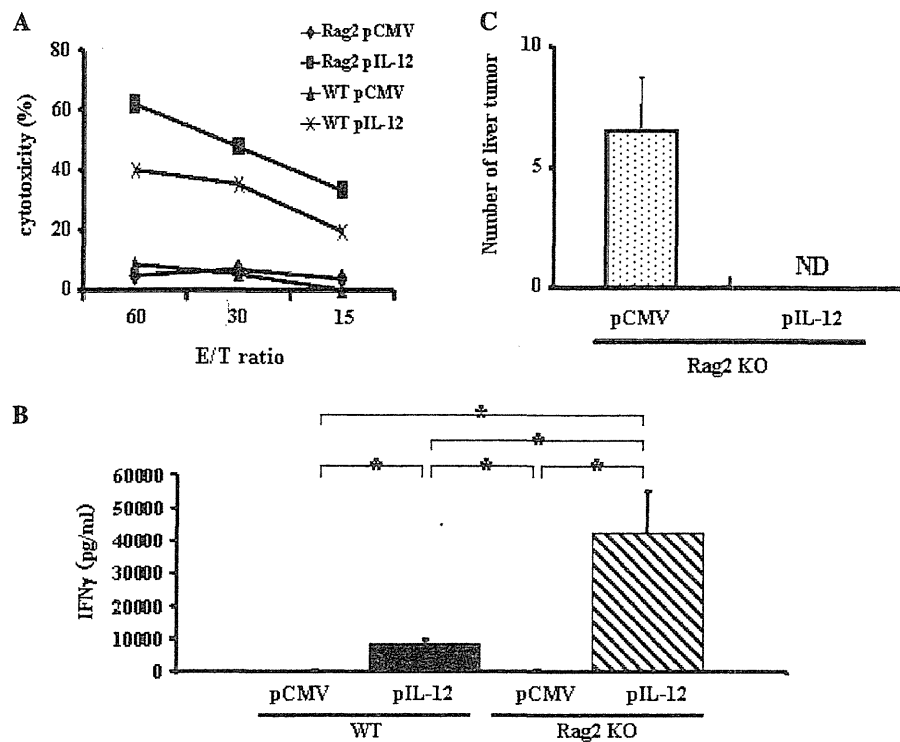 A
Rag2 pCMV
Rag2 pIL-12
WT pCMV
WT pIL-12
80
60
40
20
0
cytotoxicity (%)
60 30 15
E/T ratio
C
10
5
0
Number of liver tumor
ND
pCMV pIL-12
Rag2 KO
B
* 
*
* * *
60000
50000
40000
30000
20000
10000
0
IFNγ (pg/ml)
pCMV pIL-12 pCMV pIL-12
WT Rag2 KO